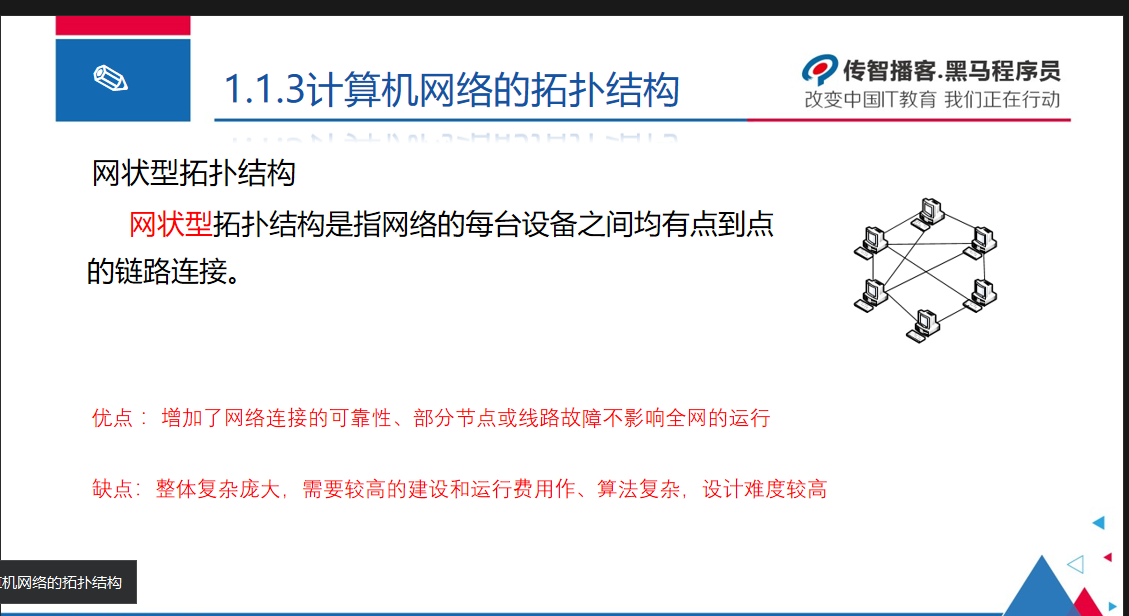 1.1.3计算机网络的拓扑结构
传智播客.黑马程序员
改变中国IT教育 我们正在行动
网状型拓扑结构
网状型拓扑结构是指网络的每台设备之间均有点到点
的链路连接。
优点： 增加了网络连接的可靠性、部分节点或线路故障不影响全网的运行
缺点：整体复杂庞大，需要较高的建设和运行费用作、算法复杂，设计难度较高
机网络的拓扑结构